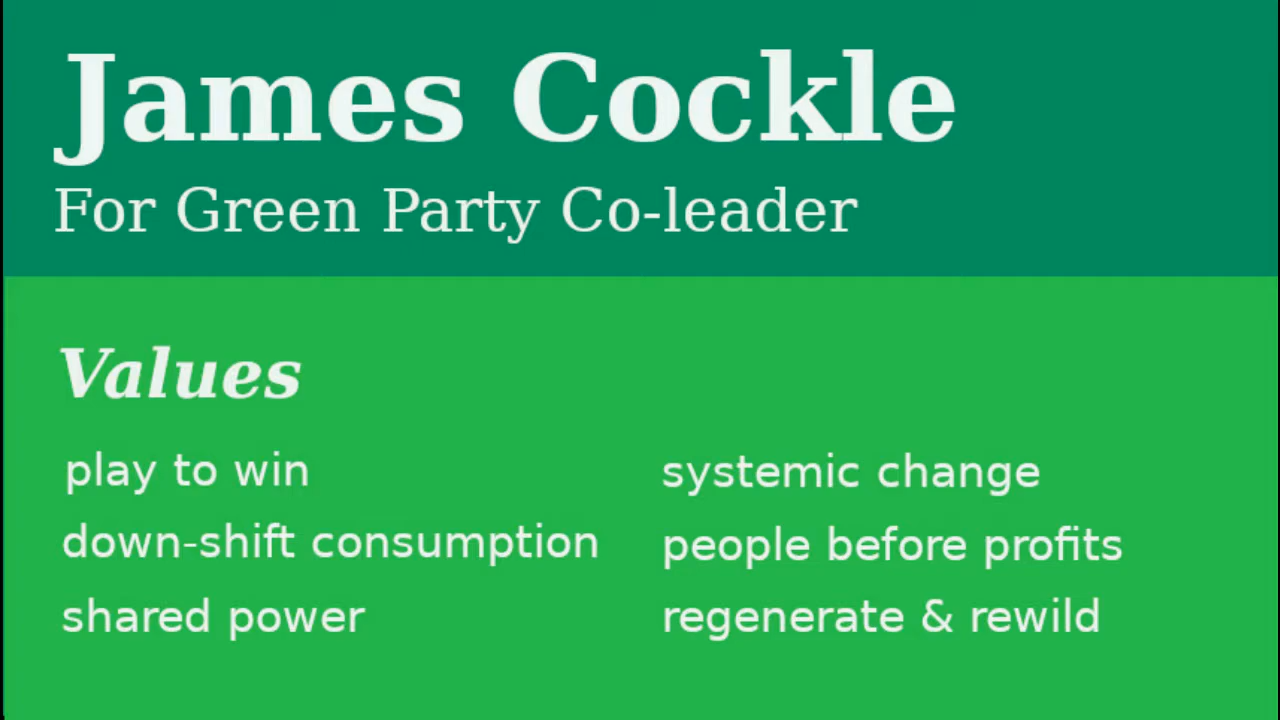 James Cockle
For Green Party Co-leader
Values
play to win
down-shift consumption
shared power
systemic change
people before profits
regenerate & rewild